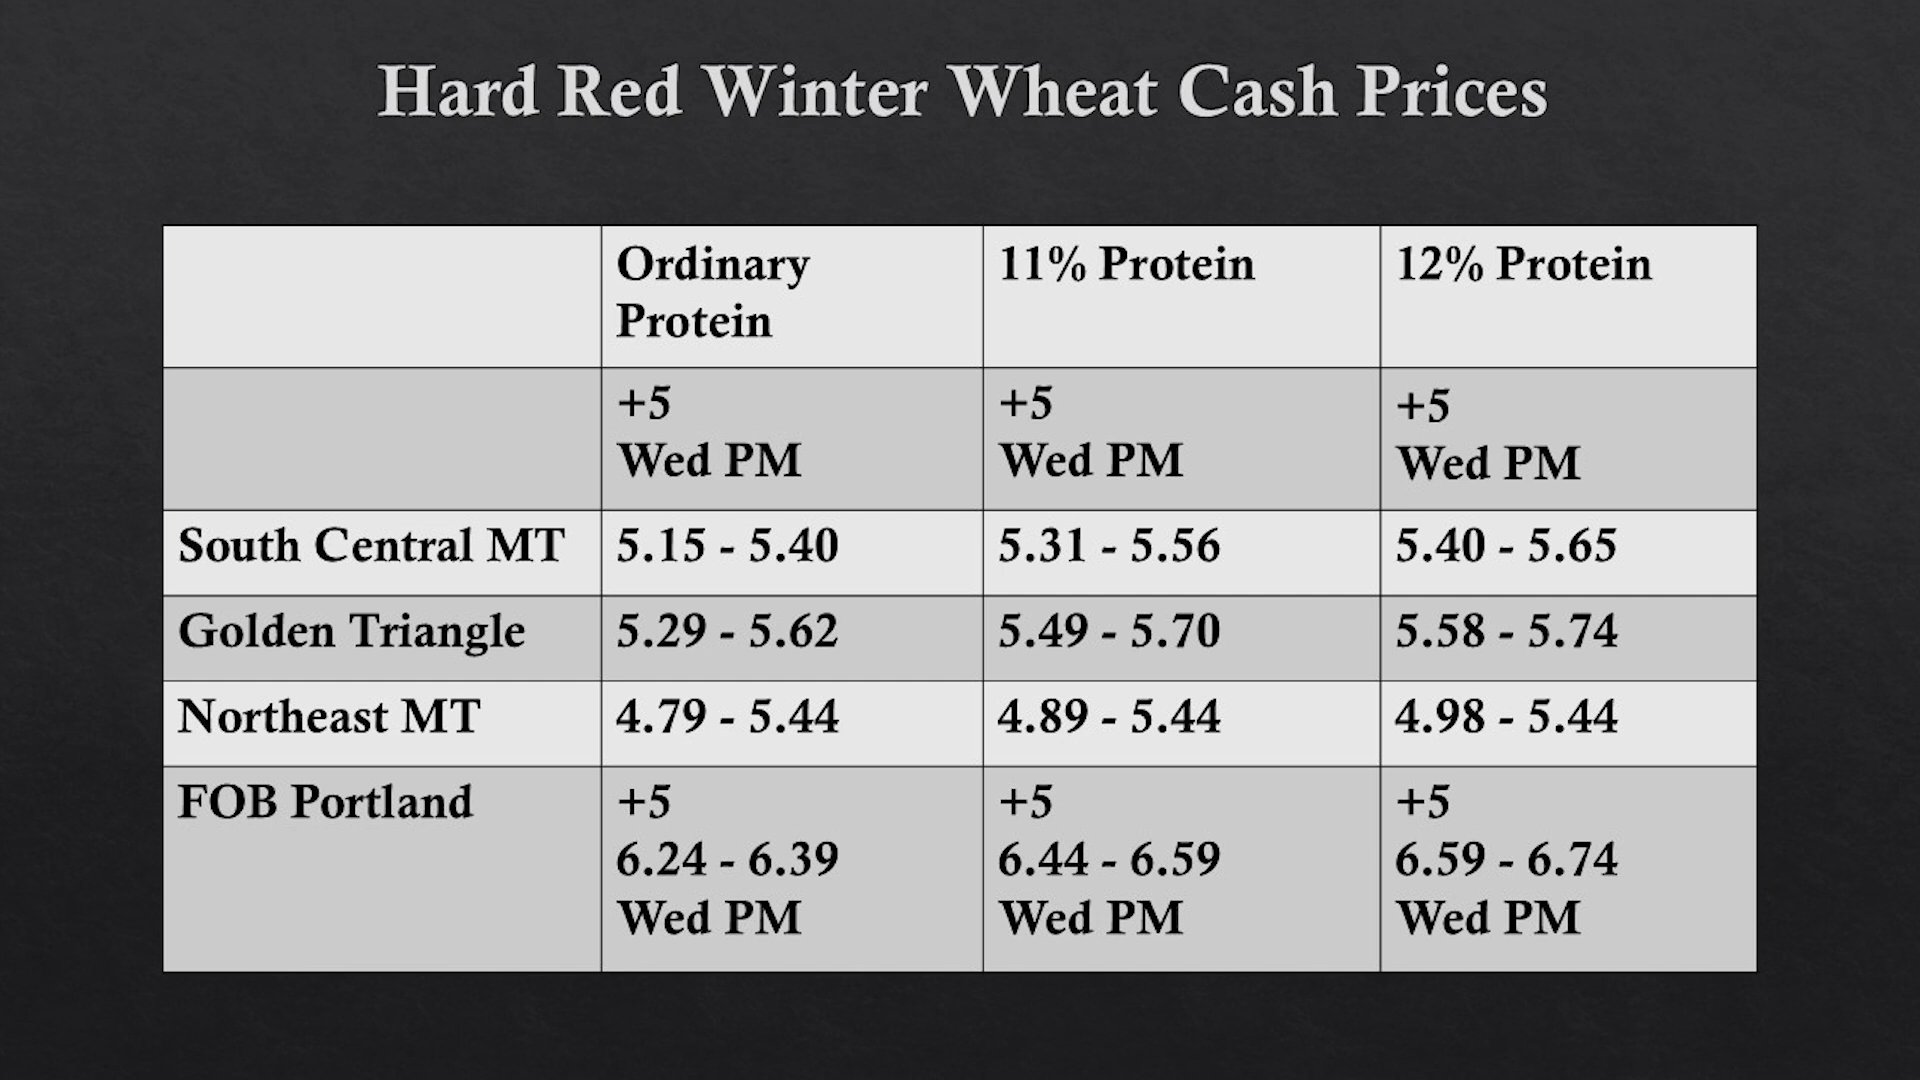 Hard Red Winter Wheat Cash Prices
Ordinary Protein 11% Protein 12% Protein
+5 +5 +5
Wed PM Wed PM Wed PM
South Central MT 5.15 - 5.40 5.31 - 5.56 5.40 - 5.65
Golden Triangle 5.29 - 5.62 5.49 - 5.70 5.58 - 5.74
Northeast MT 4.79 - 5.44 4.89 - 5.44 4.98 - 5.44
FOB Portland +5 +5 +5
6.24 - 6.39 6.44 - 6.59 6.59 - 6.74
Wed PM Wed PM Wed PM